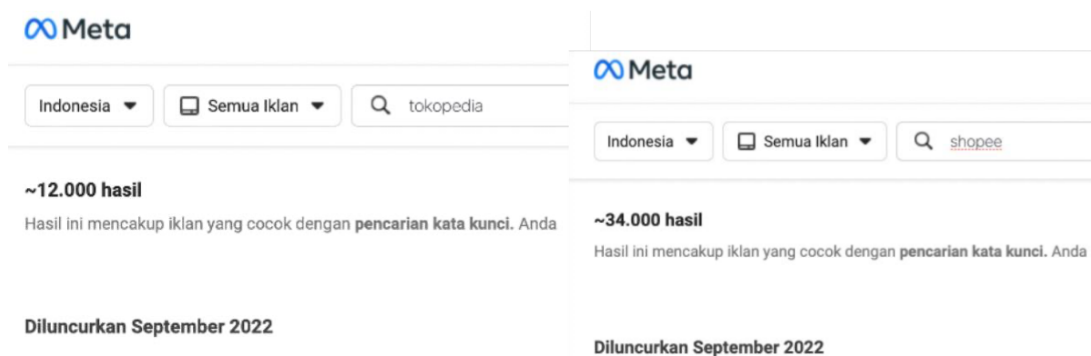 Meta
Indonesia
Semua Iklan
tokopedia
~12.000 hasil
Hasil ini mencakup iklan yang cocok dengan pencarian kata kunci. Anda
Diluncurkan September 2022
Meta
Indonesia
Semua Iklan
shopee
~34.000 hasil
Hasil ini mencakup iklan yang cocok dengan pencarian kata kunci. Anda
Diluncurkan September 2022